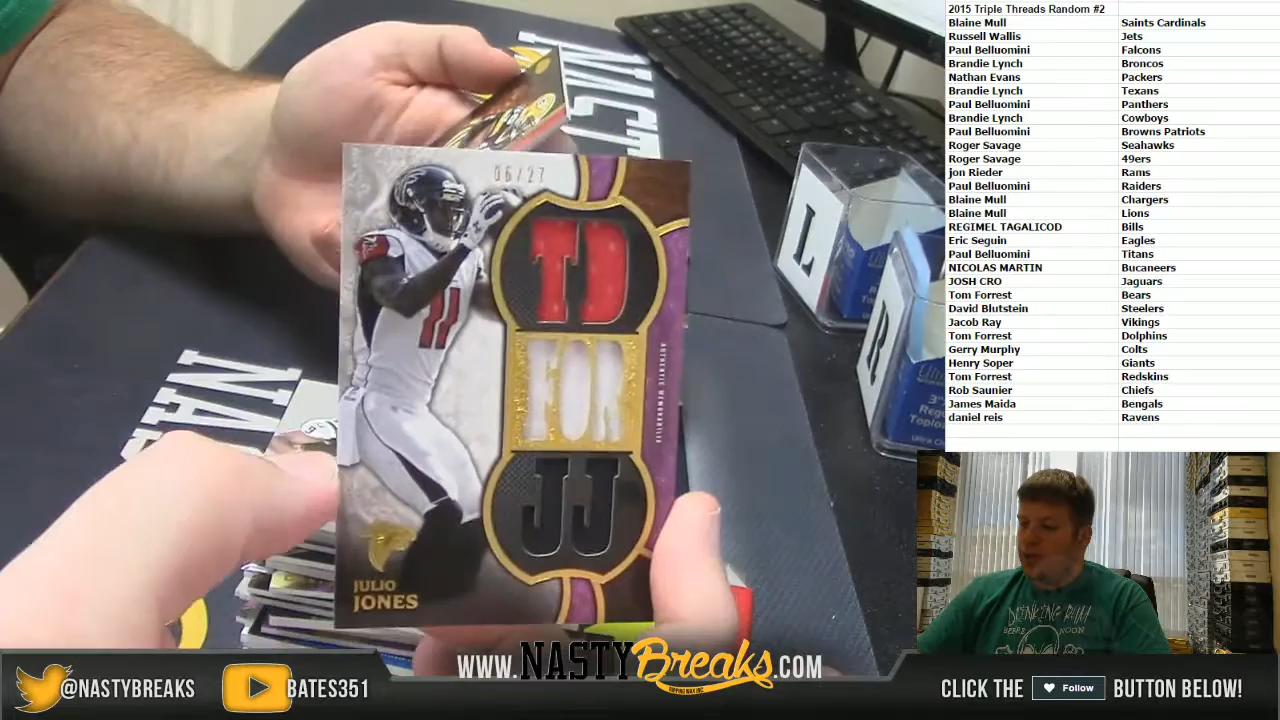 2015 Triple Threads Random #2
Blaine Mull Saints Cardinals
Russell Wallis Jets
Paul Belluomini Falcons
Brandie Lynch Broncos
Nathan Evans Packers
Brandie Lynch Texans
Paul Belluomini Panthers
Brandie Lynch Cowboys
Paul Belluomini Browns Patriots
Roger Savage Seahawks
Roger Savage 49ers
jon Rieder Rams
Paul Belluomini Raiders
Blaine Mull Chargers
Blaine Mull Lions
REGIMEL TAGALICOD Bills
Eric Seguin Eagles
Paul Belluomini Titans
NICOLAS MARTIN Bucaneers
JOSH CRO Jaguars
Tom Forrest Bears
David Blutstein Steelers
Jacob Ray Vikings
Tom Forrest Dolphins
Gerry Murphy Colts
Henry Soper Giants
Tom Forrest Redskins
Rob Saunier Chiefs
James Maida Bengals
daniel reis Ravens
06/27
TD
FOR
JJ
11
AUTHENTIC MEMORABILIA
JULIO
JONES
L
R
NA
DRINKING
WWW.NASTYBreaks.COM
@NASTYBREAKS
BATES351
CLICK THE Follow BUTTON BELOW!